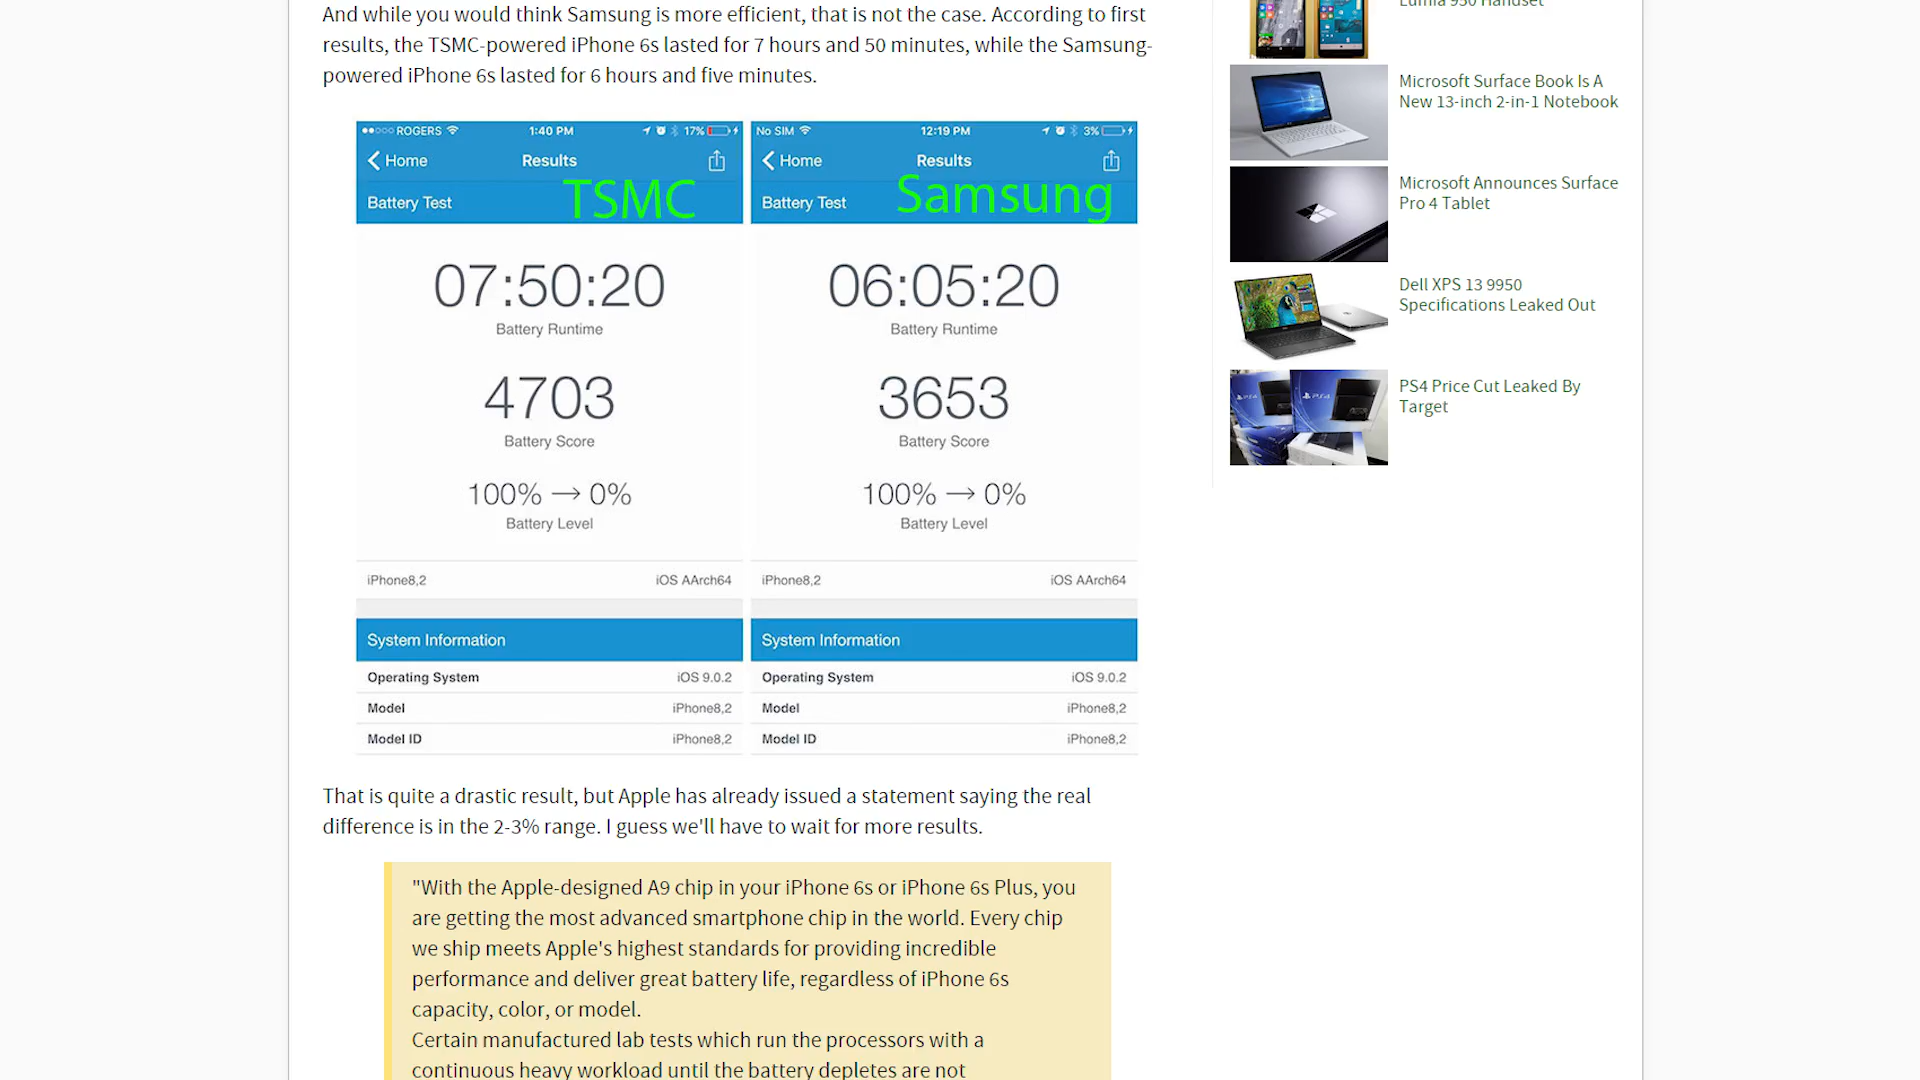 And while you would think Samsung is more efficient, that is not the case. According to first
results, the TSMC-powered iPhone 6s lasted for 7 hours and 50 minutes, while the Samsung-
powered iPhone 6s lasted for 6 hours and five minutes.
ROGERS 1:40 PM 17%
Home Results
Battery Test TSMC
07:50:20
Battery Runtime
4703
Battery Score
100% → 0%
Battery Level
iPhone8,2 iOS AArch64
System Information
Operating System iOS 9.0.2
Model iPhone8,2
Model ID iPhone8,2
No SIM 12:19 PM 3%
Home Results
Battery Test Samsung
06:05:20
Battery Runtime
3653
Battery Score
100% → 0%
Battery Level
iPhone8,2 iOS AArch64
System Information
Operating System iOS 9.0.2
Model iPhone8,2
Model ID iPhone8,2
That is quite a drastic result, but Apple has already issued a statement saying the real
difference is in the 2-3% range. I guess we'll have to wait for more results.
"With the Apple-designed A9 chip in your iPhone 6s or iPhone 6s Plus, you
are getting the most advanced smartphone chip in the world. Every chip
we ship meets Apple's highest standards for providing incredible
performance and deliver great battery life, regardless of iPhone 6s
capacity, color, or model.
Certain manufactured lab tests which run the processors with a
continuous heavy workload until the battery depletes are not
Lumia 950 Handset
Microsoft Surface Book Is A
New 13-inch 2-in-1 Notebook
Microsoft Announces Surface
Pro 4 Tablet
Dell XPS 13 9950
Specifications Leaked Out
PS4 Price Cut Leaked By
Target